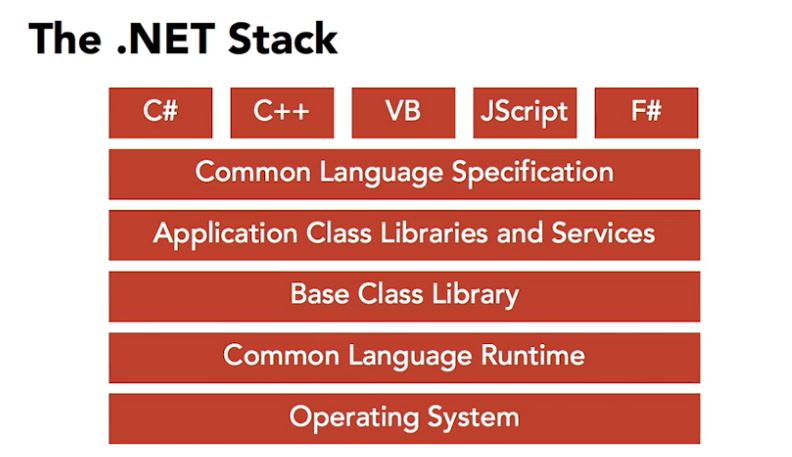 The .NET Stack
C# C++ VB JScript F#
Common Language Specification
Application Class Libraries and Services
Base Class Library
Common Language Runtime
Operating System